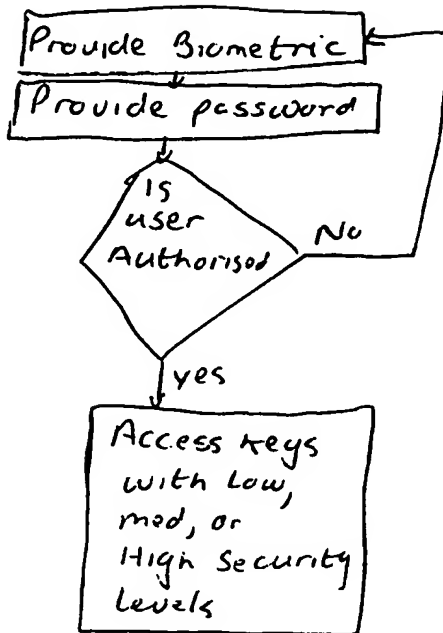 Provide Biometric
Provide password
Is
user
Authorised
No
yes
Access keys
with Low,
med, or
High Security
Levels